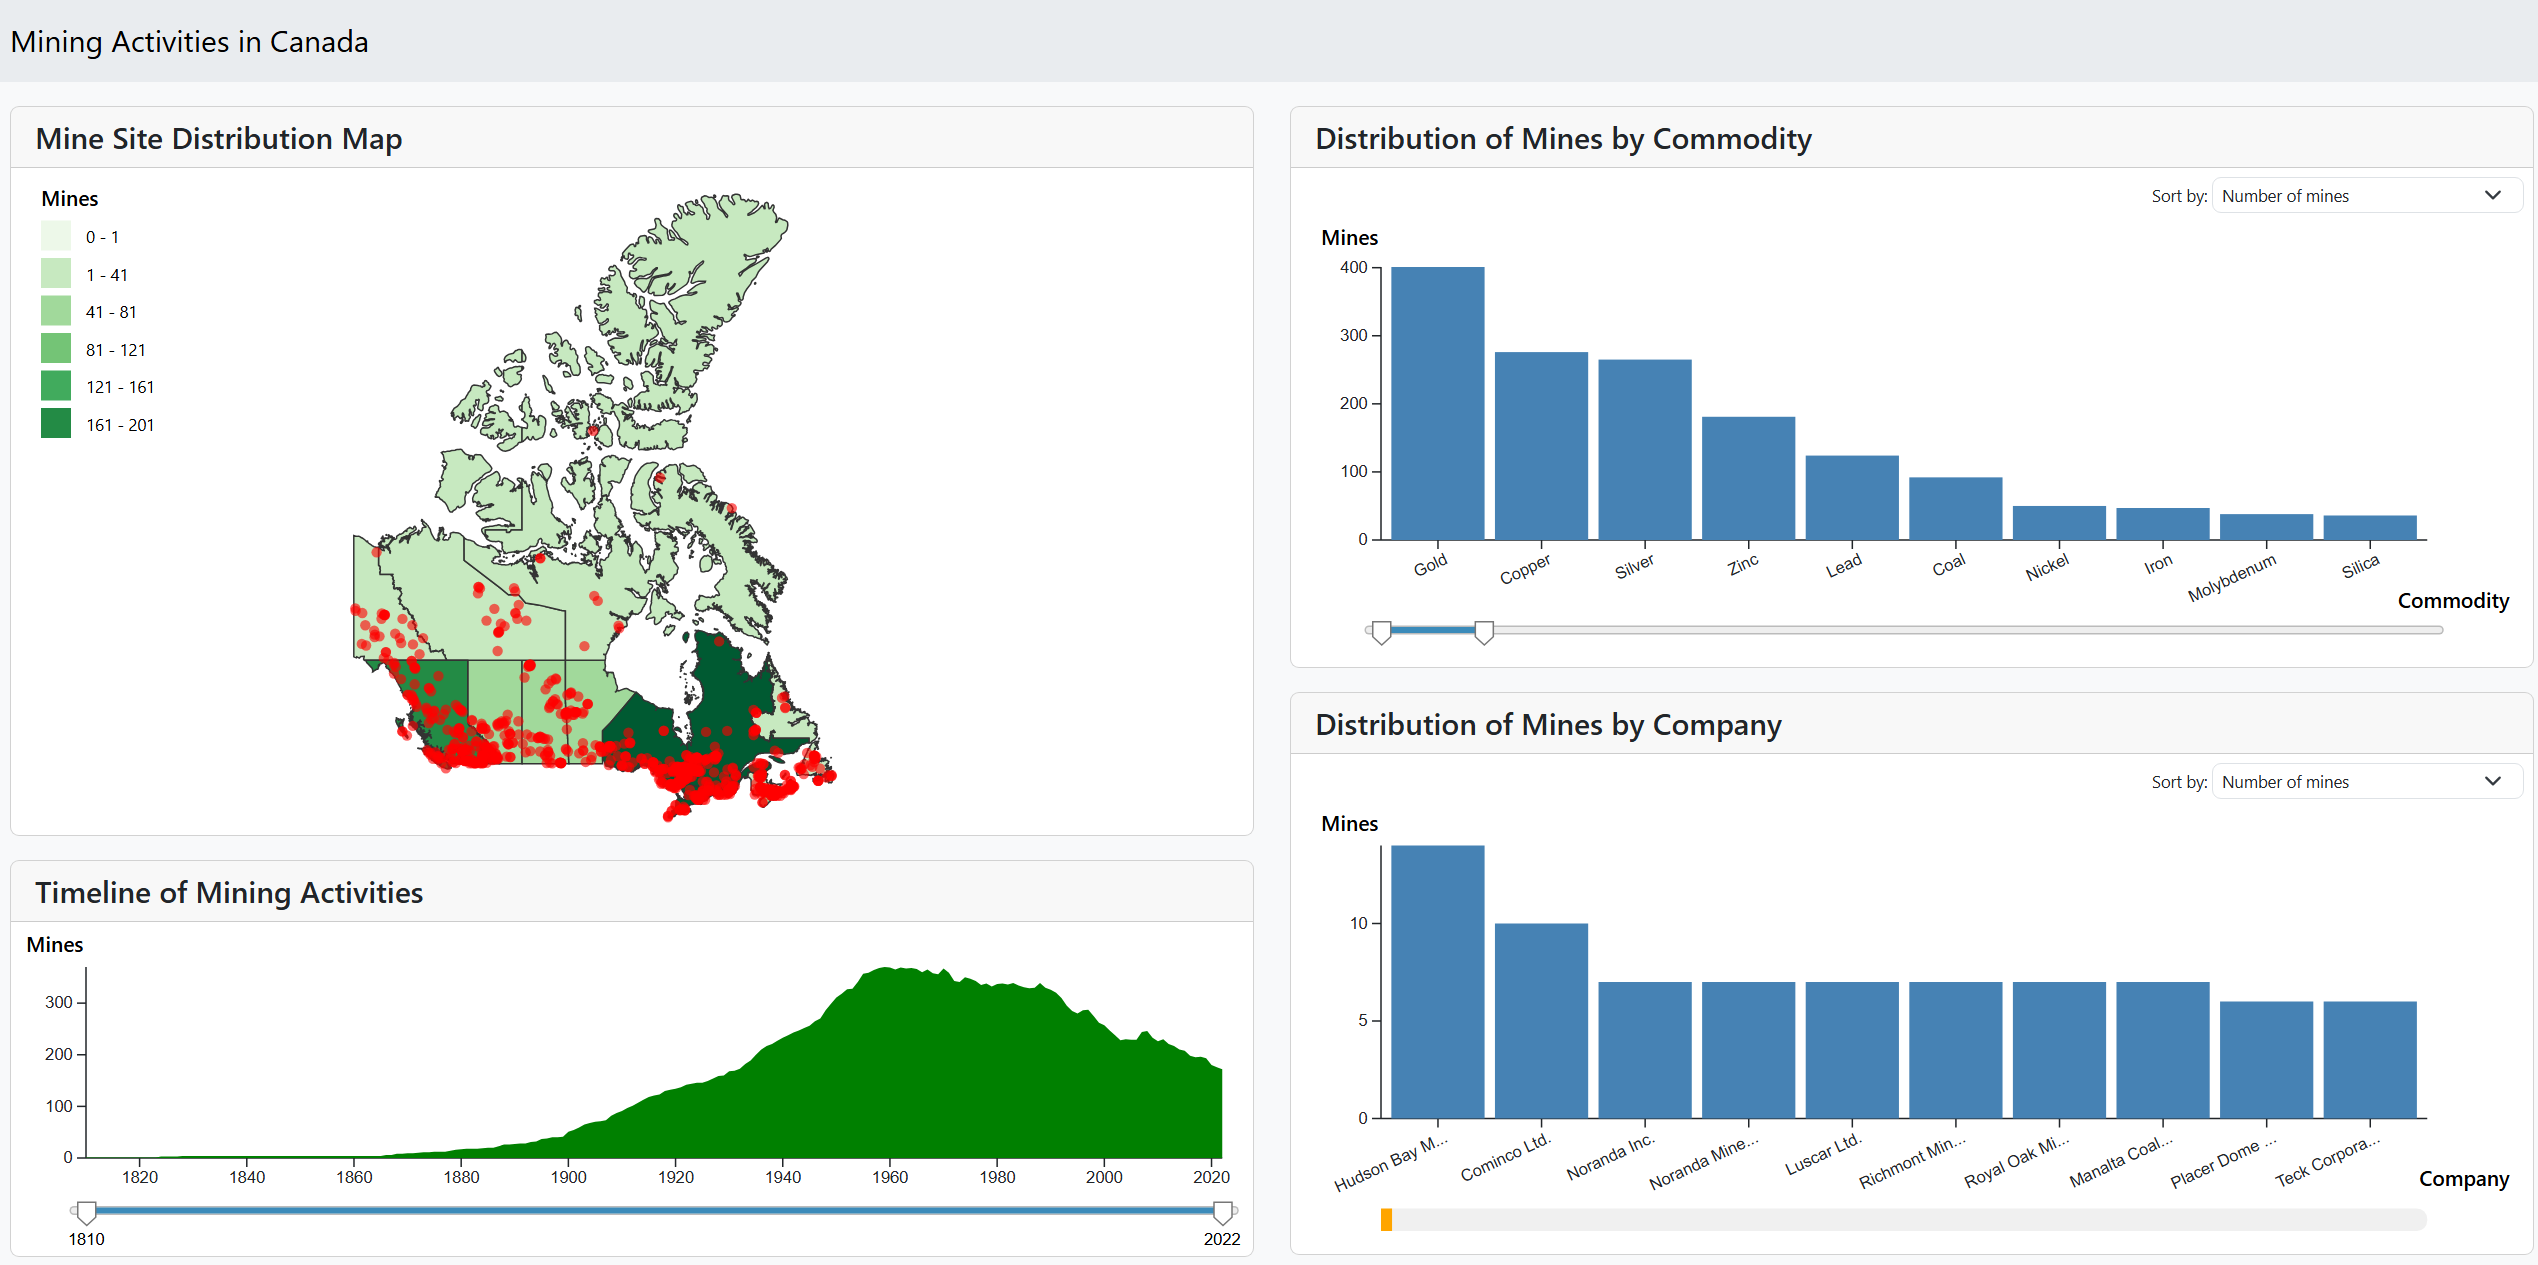 Mining Activities in Canada
Mine Site Distribution Map
Mines
0 - 1
1 - 41
41 - 81
81 - 121
121 - 161
161 - 201
Timeline of Mining Activities
Mines
300
200
100
0
1820 1840 1860 1880 1900 1920 1940 1960 1980 2000 2020
1810 2022
Distribution of Mines by Commodity
Sort by: Number of mines
Mines
400
300
200
100
0
Gold Copper Silver Zinc Lead Coal Nickel Iron Molybdenum Silica
Commodity
Distribution of Mines by Company
Sort by: Number of mines
Mines
10
5
0
Hudson Bay M... Cominco Ltd. Noranda Inc. Noranda Mine... Luscar Ltd. Richmont Min... Royal Oak Mi... Manalta Coal... Placer Dome ... Teck Corpora...
Company